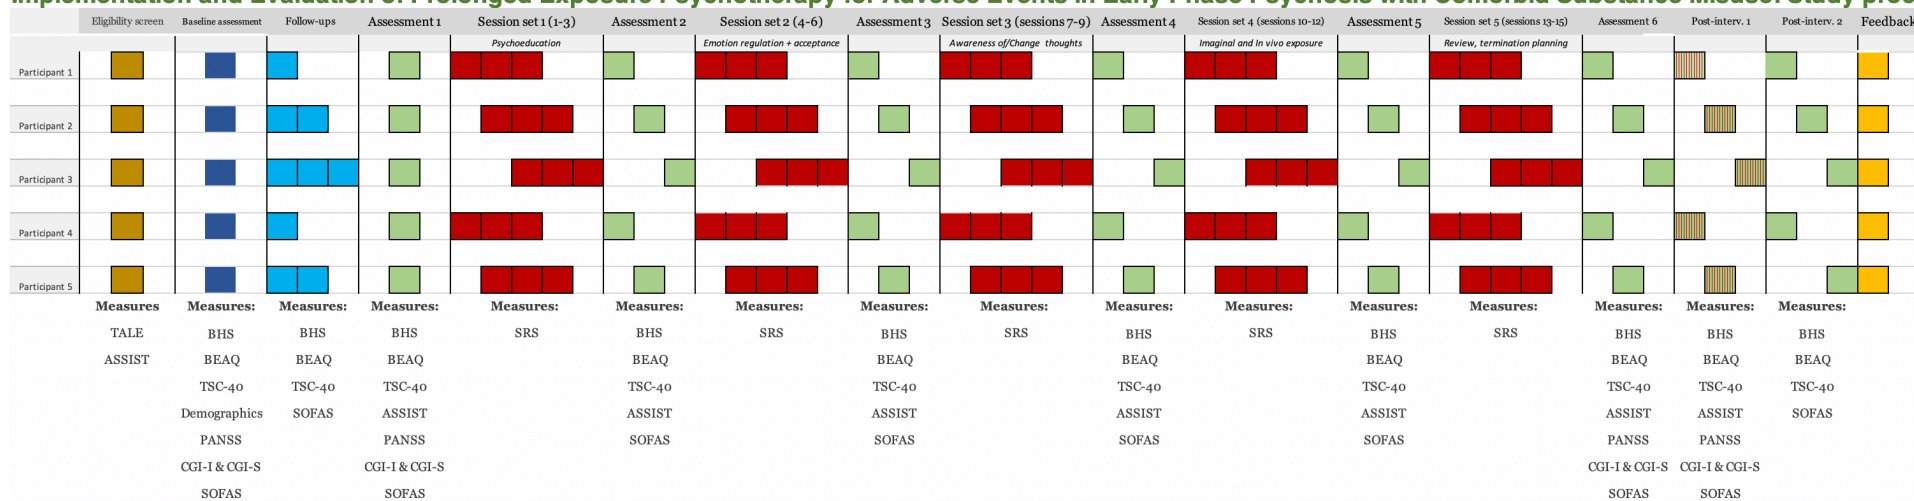 Implementation and Evaluation of Prolonged Exposure Psychotherapy for Adverse Events in Early Phase Psychosis with Comorbid Substance Misuse: Study
Eligibility screen Baseline assessment Follow-ups Assessment 1 Session set 1 (1-3) Assessment 2 Session set 2 (4-6) Assessment 3 Session set 3 (sessions 7-9) Assessment 4 Session set 4 (sessions 10-12) Assessment 5 Session set 5 (sessions 13-15) Assessment 6 Post-interv. 1 Post-interv. 2 Feedback
Psychoeducation Emotion regulation + acceptance Awareness of/Change thoughts Imaginal and In vivo exposure Review, termination planning
Participant 1
Participant 2
Participant 3
Participant 4
Participant 5
Measures Measures: Measures: Measures: Measures: Measures: Measures: Measures: Measures: Measures: Measures: Measures: Measures: Measures: Measures: Measures:
TALE BHS BHS BHS SRS BHS SRS BHS SRS BHS SRS BHS SRS BHS BHS BHS
ASSIST BEAQ BEAQ BEAQ BEAQ BEAQ BEAQ BEAQ BEAQ BEAQ BEAQ
TSC-40 TSC-40 TSC-40 TSC-40 TSC-40 TSC-40 TSC-40 TSC-40 TSC-40 TSC-40
Demographics SOFAS ASSIST ASSIST ASSIST ASSIST ASSIST ASSIST ASSIST SOFAS
PANSS PANSS SOFAS SOFAS SOFAS SOFAS PANSS PANSS
CGI-I & CGI-S CGI-I & CGI-S CGI-I & CGI-S CGI-I & CGI-S
SOFAS SOFAS SOFAS SOFAS